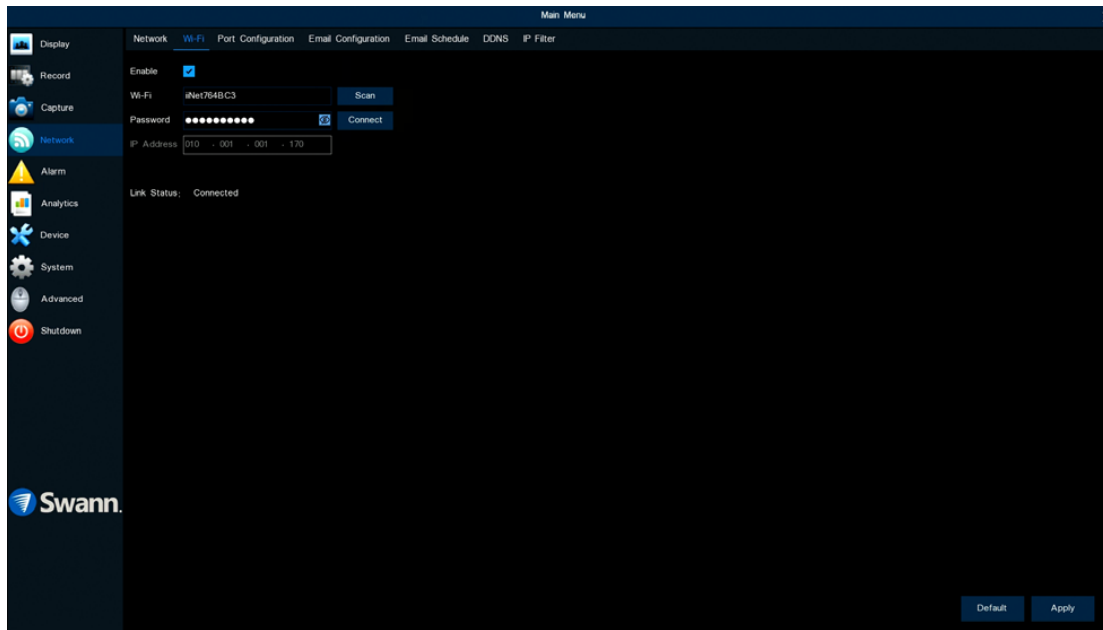 Main Menu
Display
Network Wi-Fi Port Configuration Email Configuration Email Schedule DDNS IP Filter
Record
Enable
Wi-Fi iiNet764BC3 Scan
Capture
Password ●●●●●●●●●● Connect
Network
IP Address 010 . 001 . 001 . 170
Alarm
Link Status: Connected
Analytics
Device
System
Advanced
Shutdown
Swann.
Default Apply